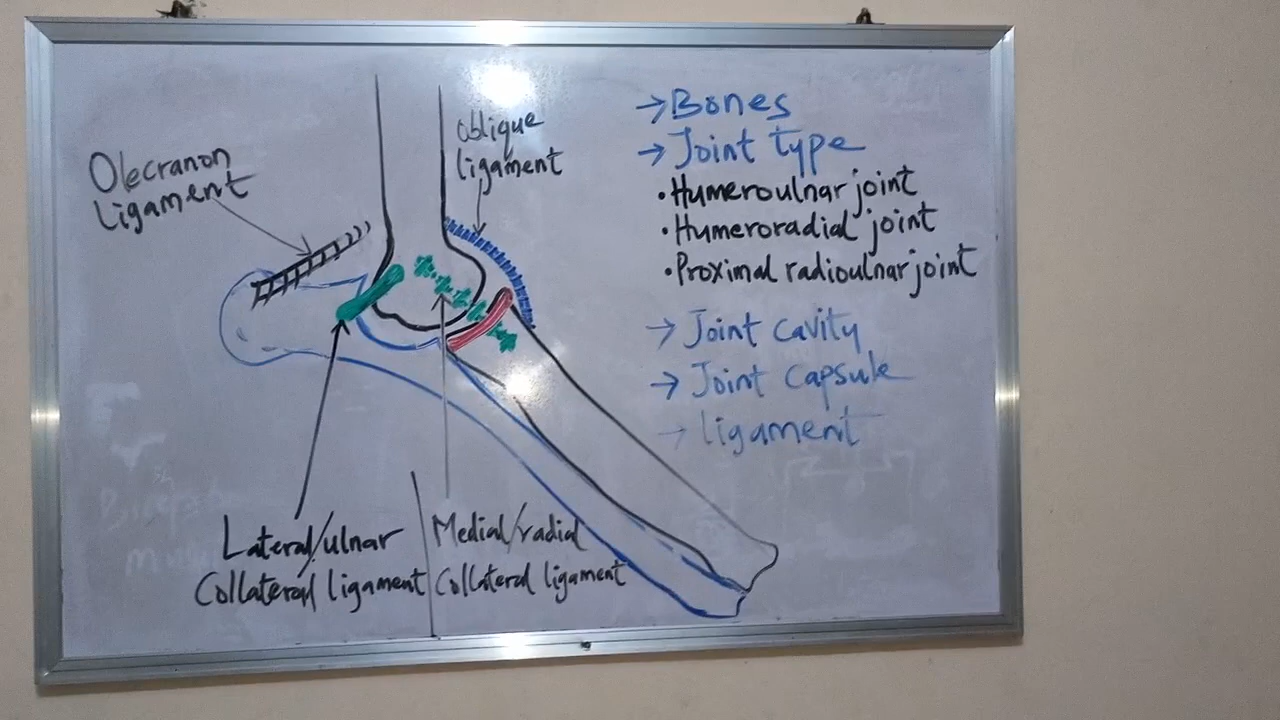 Olecranon
Ligament
oblique
ligament
Lateral/ulnar
Collateral ligament
Medial/radial
Collateral ligament
→ Bones
→ Joint type
• Humeroulnar joint
• Humeroradial joint
• Proximal radioulnar joint
→ Joint cavity
→ Joint capsule
→ ligament